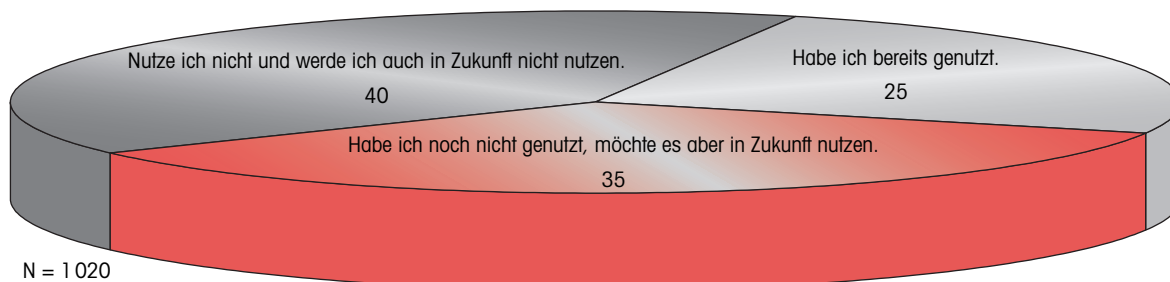 Nutze ich nicht und werde ich auch in Zukunft nicht nutzen.
40
Habe ich bereits genutzt.
25
Habe ich noch nicht genutzt, möchte es aber in Zukunft nutzen.
35
N = 1 020